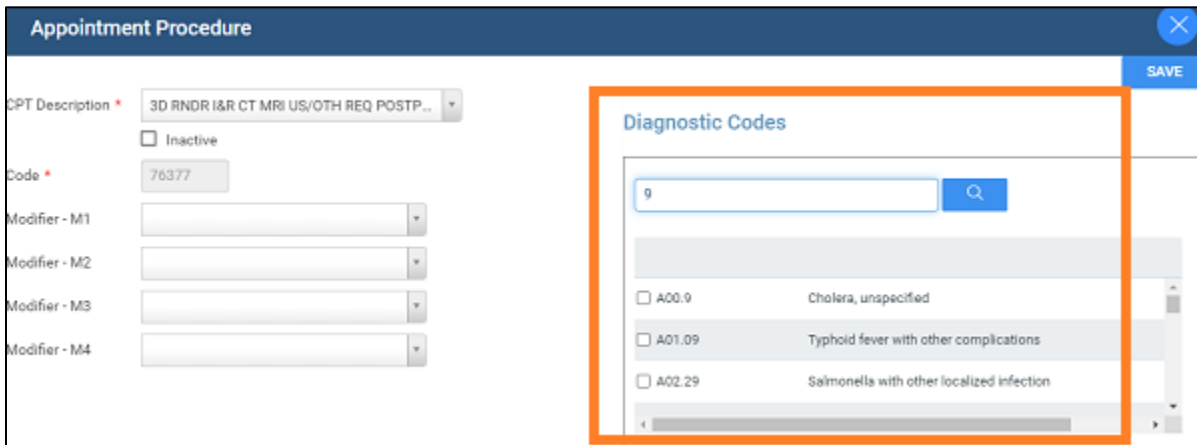 Appointment Procedure
SAVE
CPT Description *
3D RNDR I&R CT MRI US/OTH REQ POSTP...
Inactive
Code *
76377
Modifier - M1
Modifier - M2
Modifier - M3
Modifier - M4
Diagnostic Codes
9
A00.9 Cholera, unspecified
A01.09 Typhoid fever with other complications
A02.29 Salmonella with other localized infection